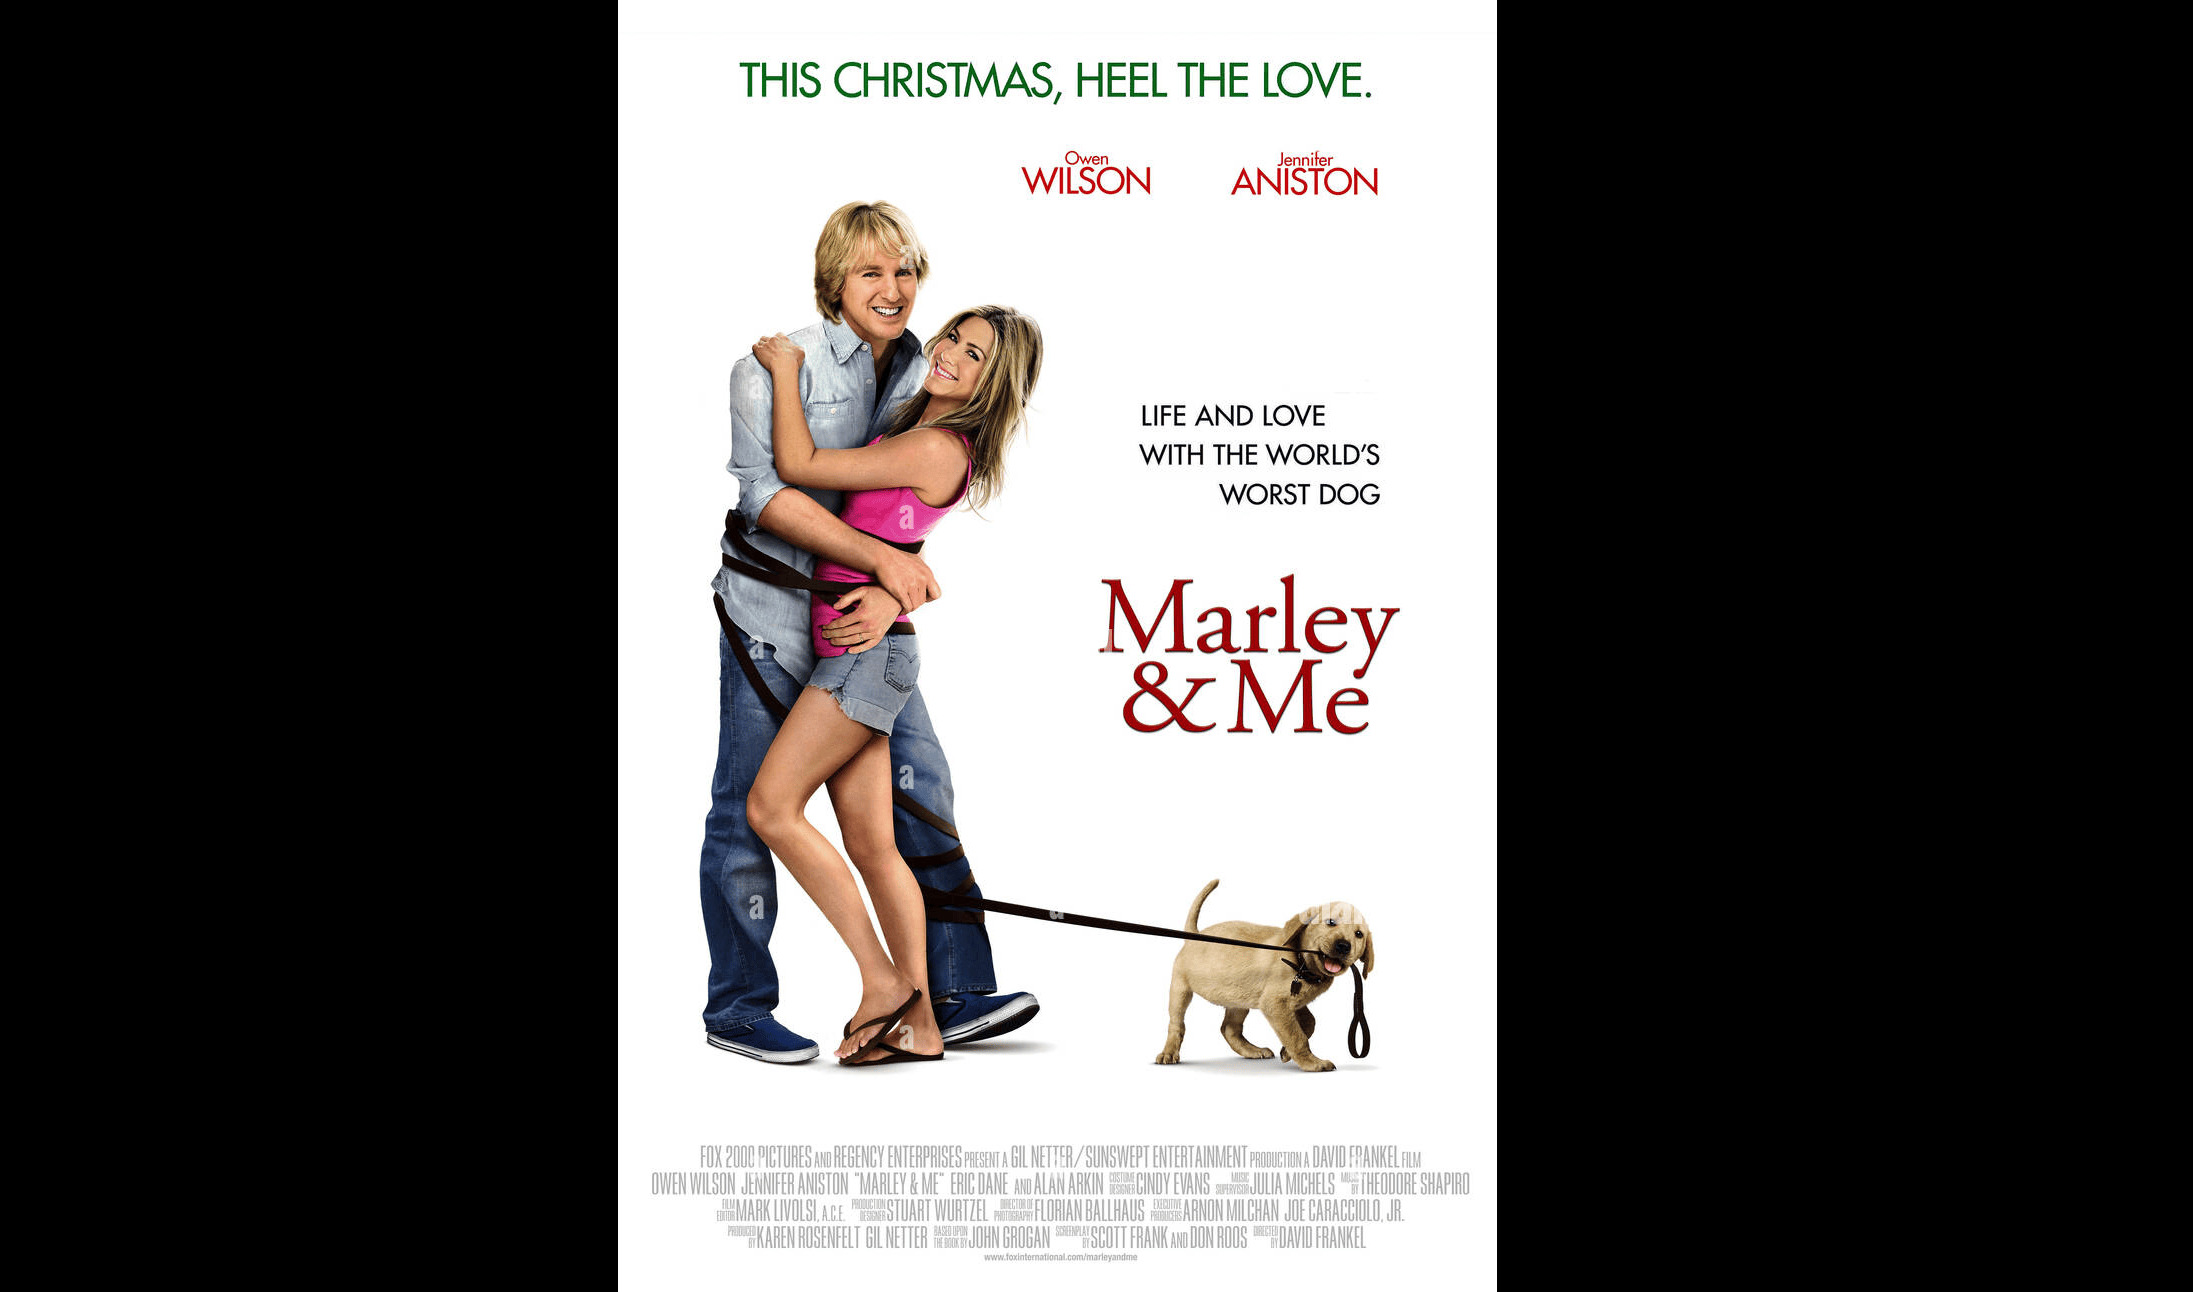 THIS CHRISTMAS, HEEL THE LOVE.
Owen WILSON Jennifer ANISTON
LIFE AND LOVE
WITH THE WORLD'S
WORST DOG
Marley
& Me
FOX 2000 PICTURES AND REGENCY ENTERPRISES PRESENT A GIL NETTER/SUNSWEPT ENTERTAINMENT PRODUCTION A DAVID FRANKEL FILM
OWEN WILSON JENNIFER ANISTON "MARLEY & ME" ERIC DANE AND ALAN ARKIN COSTUME DESIGNER CINDY EVANS MUSIC SUPERVISOR JULIA MICHELS MUSIC BY THEODORE SHAPIRO
FILM EDITOR MARK LIVOLSI, A.C.E. PRODUCTION DESIGNER STUART WURTZEL DIRECTOR OF PHOTOGRAPHY FLORIAN BALLHAUS EXECUTIVE PRODUCERS ARNON MILCHAN JOE CARACCIOLO, JR.
PRODUCED BY KAREN ROSENFELT GIL NETTER BASED UPON THE BOOK BY JOHN GROGAN SCREENPLAY BY SCOTT FRANK AND DON ROOS DIRECTED BY DAVID FRANKEL
www.foxinternational.com/marleyandme